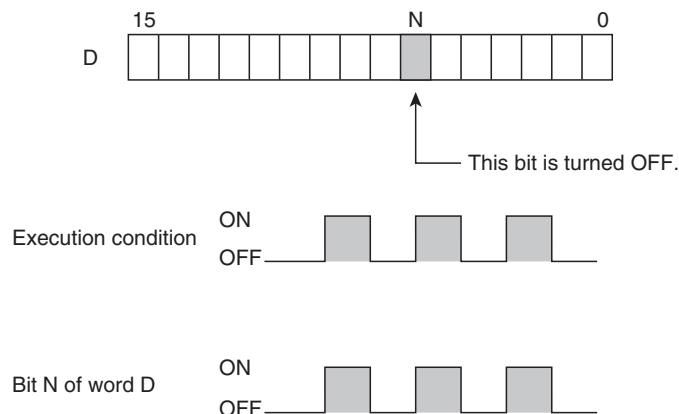 15 N 0
D
This bit is turned OFF.
ON
Execution condition
OFF
ON
Bit N of word D
OFF